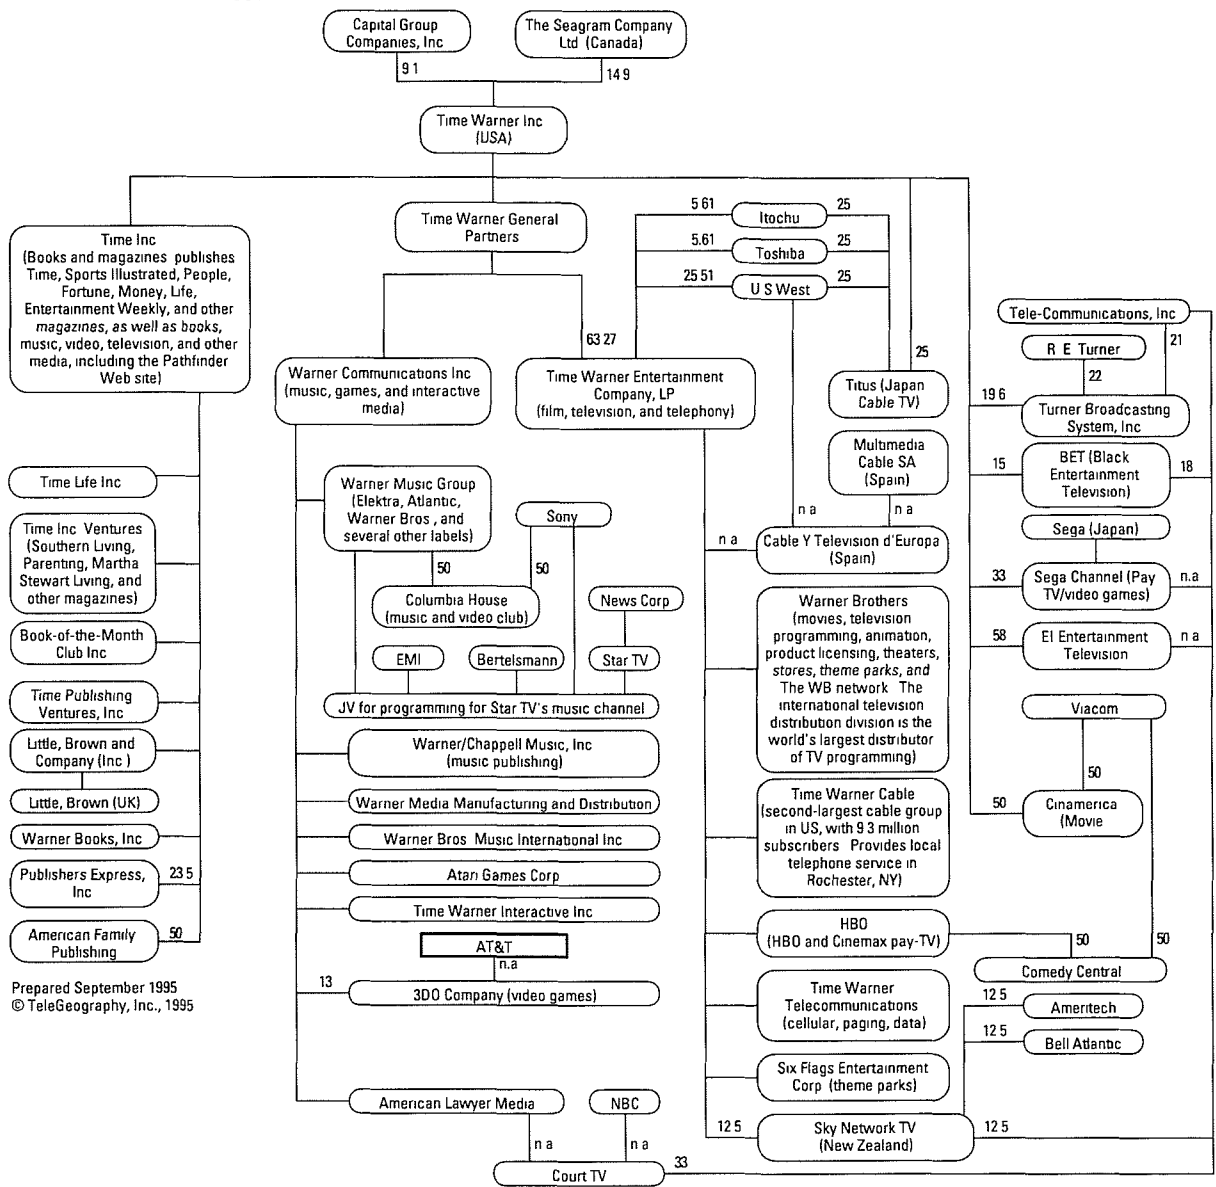 Capital Group
Companies, Inc
The Seagram Company
Ltd (Canada)
9 1
14 9
Time Warner Inc
(USA)
Time Inc
(Books and magazines publishes
Time, Sports Illustrated, People,
Fortune, Money, Life,
Entertainment Weekly, and other
magazines, as well as books,
music, video, television, and other
media, including the Pathfinder
Web site)
Time Life Inc
Time Inc Ventures
(Southern Living,
Parenting, Martha
Stewart Living, and
other magazines)
Book-of-the-Month
Club Inc
Time Publishing
Ventures, Inc
Little, Brown and
Company (Inc )
Little, Brown (UK)
Warner Books, Inc
Publishers Express,
Inc
23 5
American Family
Publishing
50
Prepared September 1995
© TeleGeography, Inc., 1995
Time Warner General
Partners
63 27
Warner Communications Inc
(music, games, and interactive
media)
Warner Music Group
(Elektra, Atlantic,
Warner Bros , and
several other labels)
Sony
50
50
Columbia House
(music and video club)
News Corp
EMI
Bertelsmann
Star TV
JV for programming for Star TV's music channel
Warner/Chappell Music, Inc
(music publishing)
Warner Media Manufacturing and Distribution
Warner Bros Music International Inc
Atari Games Corp
Time Warner Interactive Inc
AT&T
n.a
13
3DO Company (video games)
American Lawyer Media
NBC
n a
n a
Court TV
33
5 61
Itochu
25
5.61
Toshiba
25
25 51
U S West
25
Time Warner Entertainment
Company, LP
(film, television, and telephony)
25
Titus (Japan
Cable TV)
Multimedia
Cable SA
(Spain)
n a
n a
n a
Cable Y Television d'Europa
(Spain)
Warner Brothers
(movies, television
programming, animation,
product licensing, theaters,
stores, theme parks, and
The WB network The
international television
distribution division is the
world's largest distributor
of TV programming)
Time Warner Cable
(second-largest cable group
in US, with 9 3 million
subscribers Provides local
telephone service in
Rochester, NY)
HBO
(HBO and Cinemax pay-TV)
Time Warner
Telecommunications
(cellular, paging, data)
Six Flags Entertainment
Corp (theme parks)
12 5
Sky Network TV
(New Zealand)
12 5
Tele-Communications, Inc
R E Turner
21
22
19 6
Turner Broadcasting
System, Inc
15
BET (Black
Entertainment
Television)
18
Sega (Japan)
33
Sega Channel (Pay
TV/video games)
n.a
58
EI Entertainment
Television
n a
Viacom
50
50
Cinamerica
(Movie
50
50
Comedy Central
12 5
Ameritech
12 5
Bell Atlantic